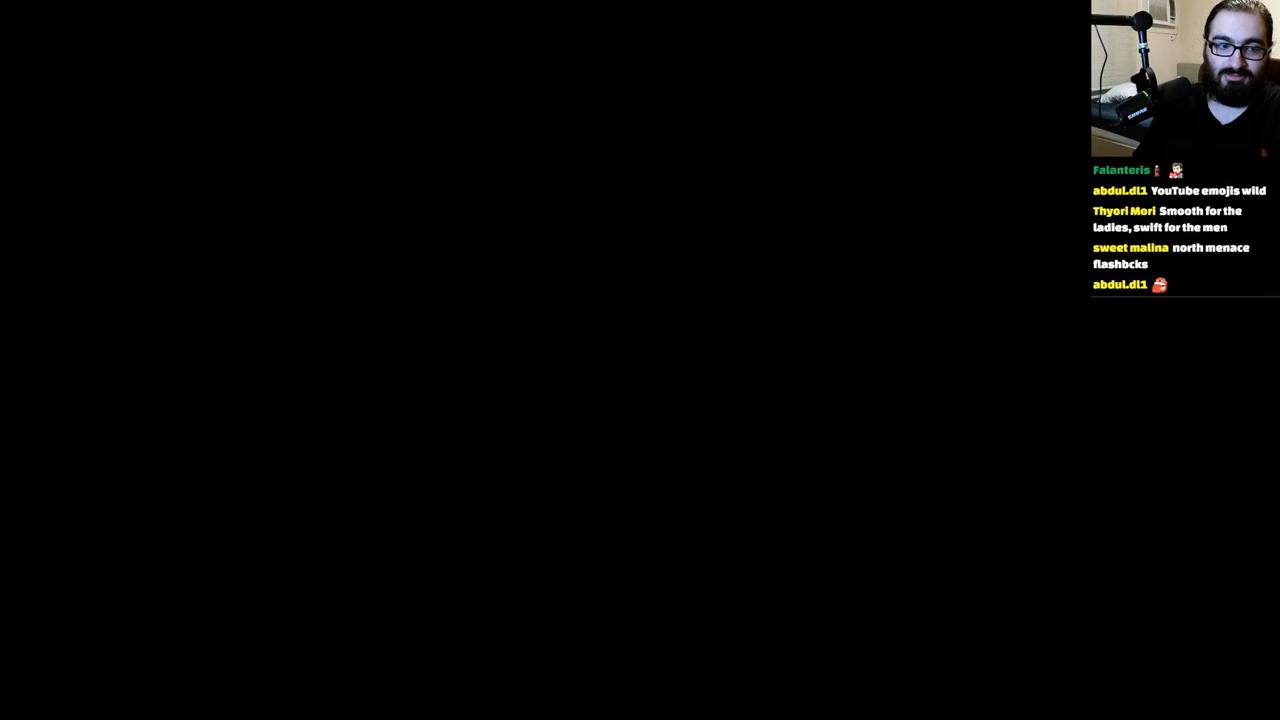 SHURE
Falanteris
abdul.dl1 YouTube emojis wild
Thyori Mori Smooth for the
ladies, swift for the men
sweet malina north menace
flashbcks
abdul.dl1